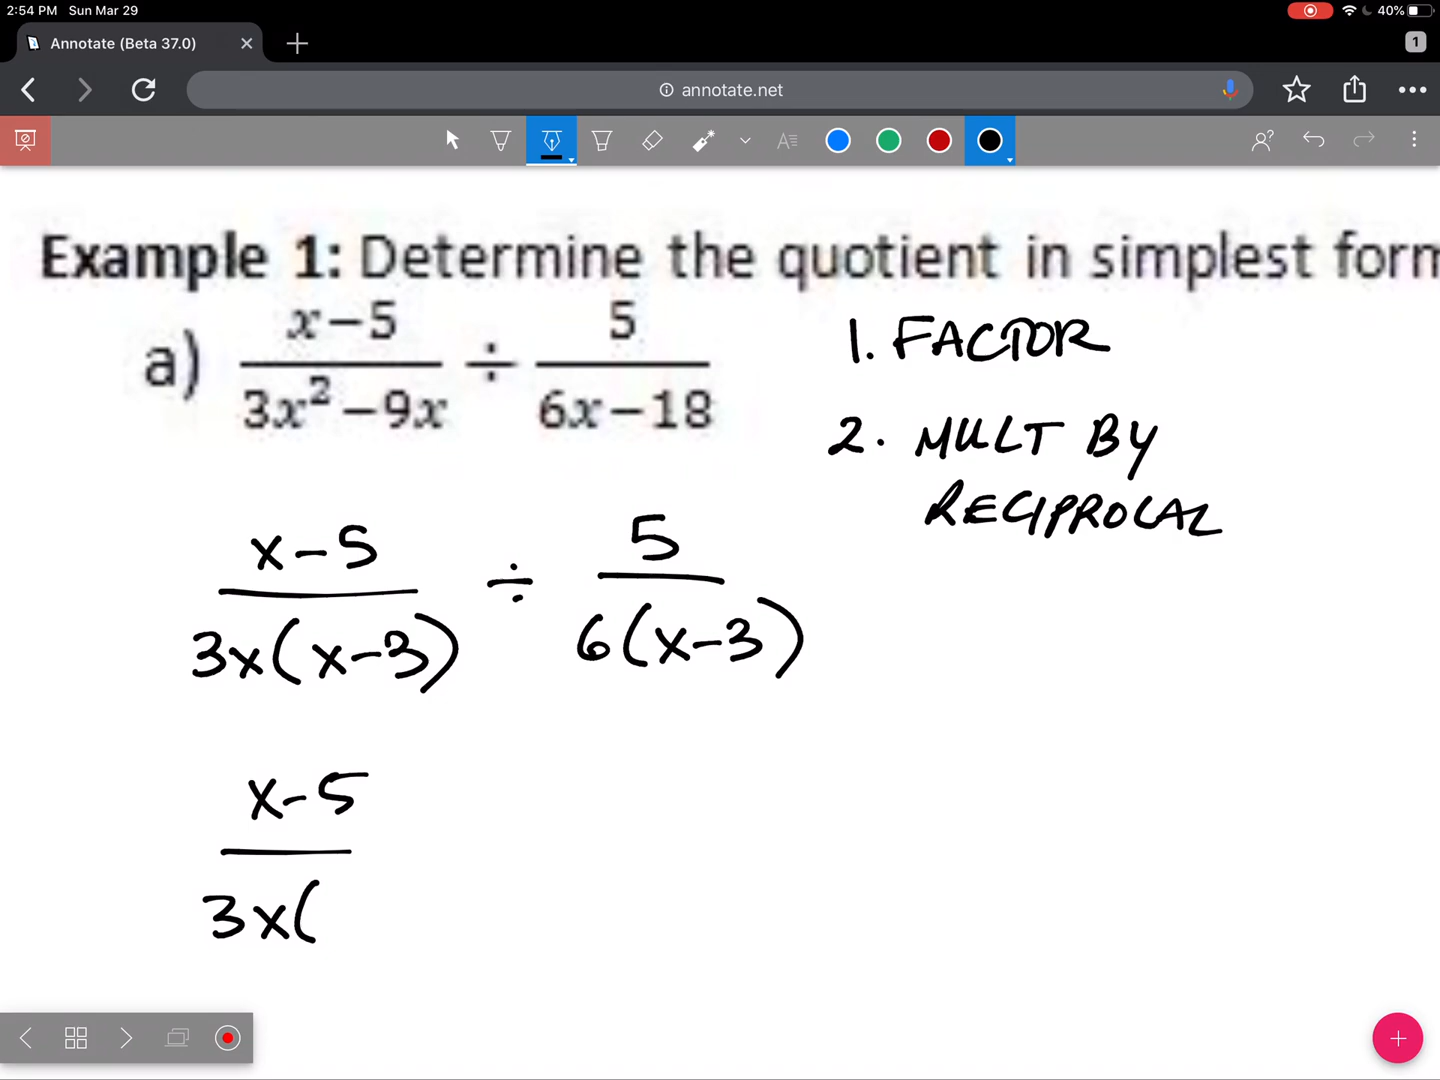 2:54 PM Sun Mar 29
40%
Annotate (Beta 37.0)
1
annotate.net
Example 1: Determine the quotient in simplest form
a) x-5 / 3x²-9x ÷ 5 / 6x-18
1. FACTOR
2. MULT BY
RECIPROCAL
x-5 / 3x(x-3) ÷ 5 / 6(x-3)
x-5 / 3x(